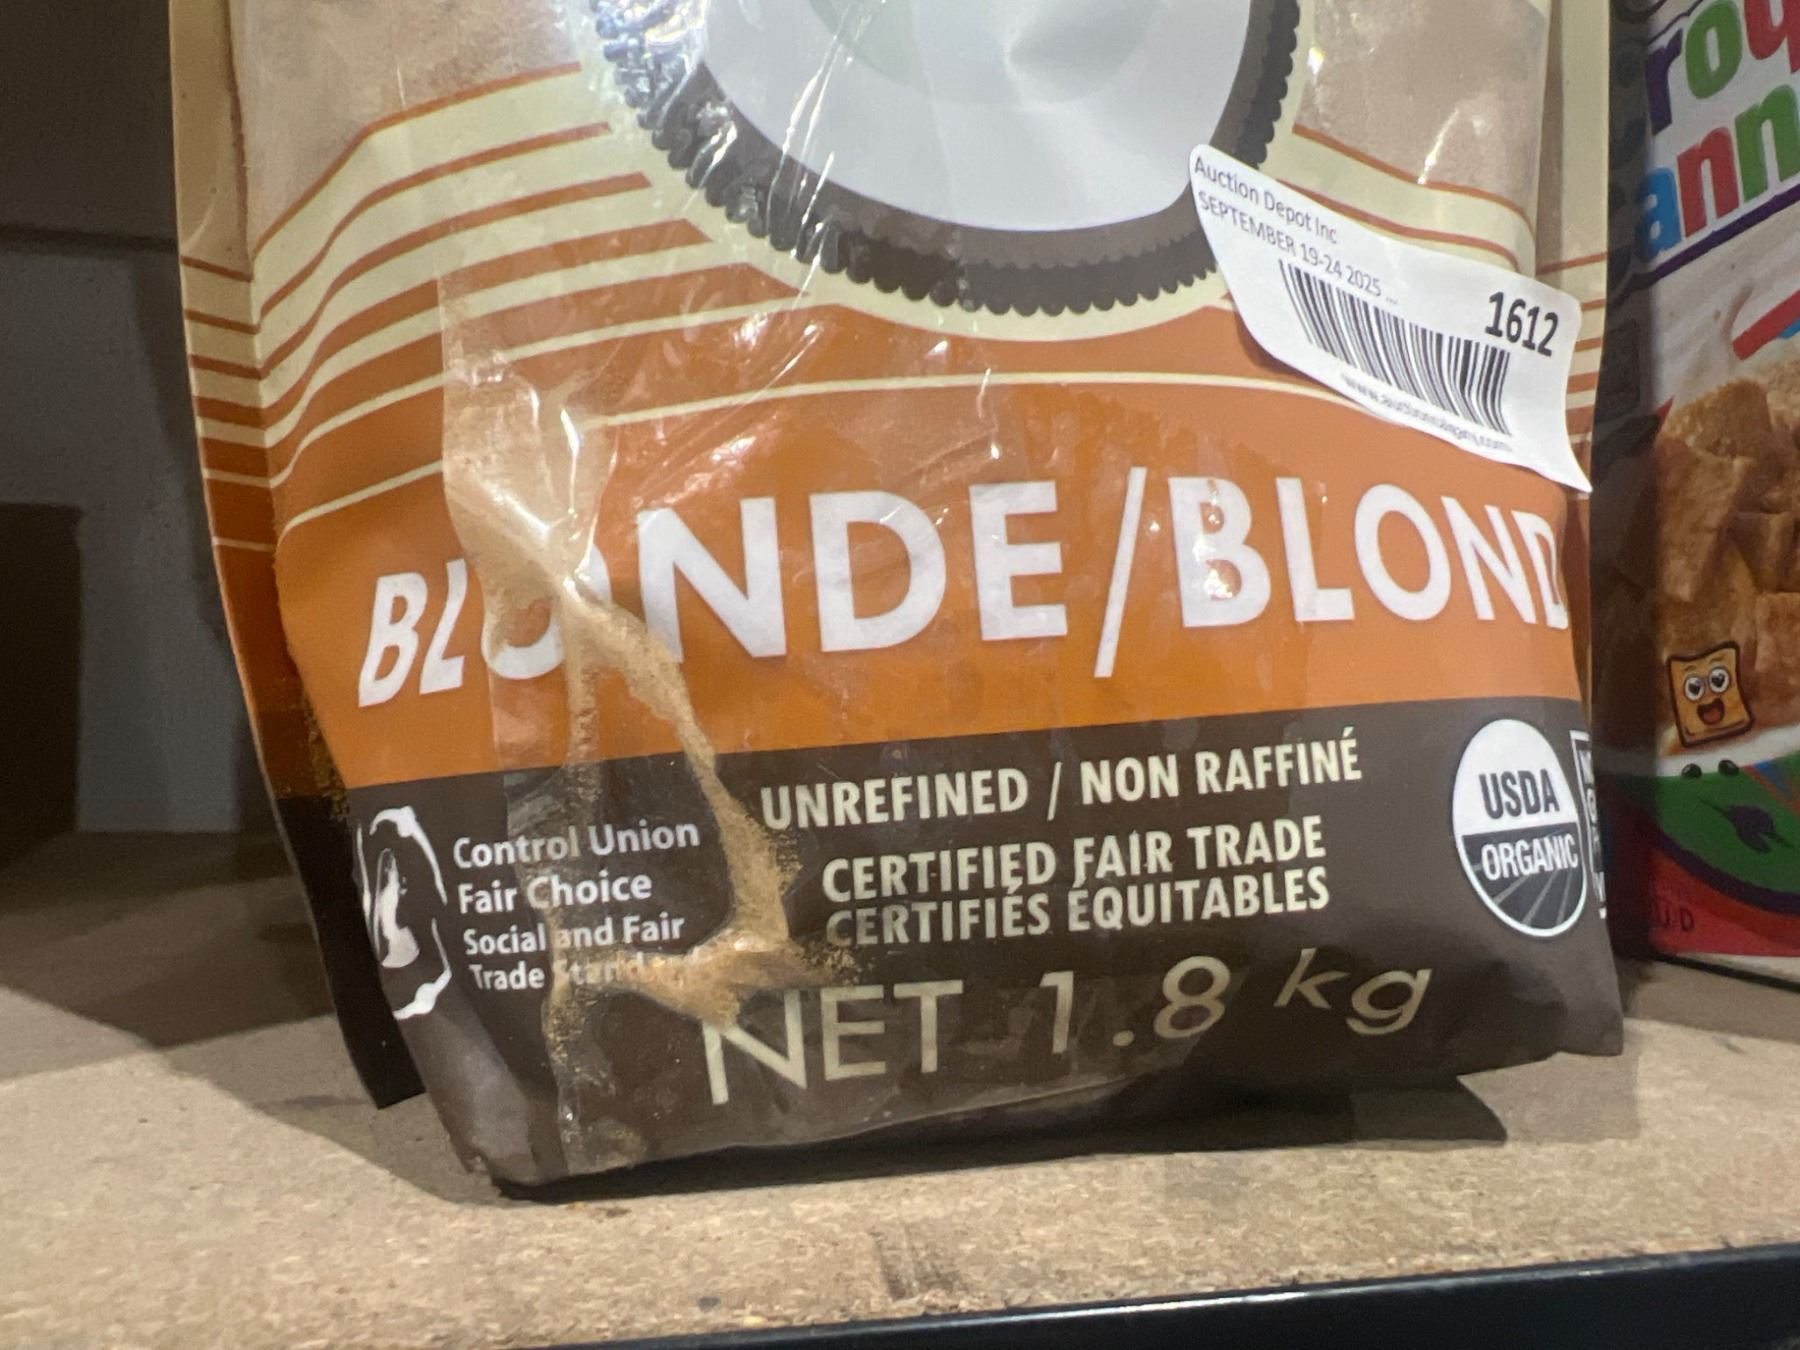 Auction Depot Inc
SEPTEMBER 19-24 2025 ...
1612
BLONDE/BLOND
UNREFINED / NON RAFFINÉ
CERTIFIED FAIR TRADE
CERTIFIÉS ÉQUITABLES
NET 1.8 kg
Control Union
Fair Choice
Social and Fair
Trade Standard
USDA
ORGANIC